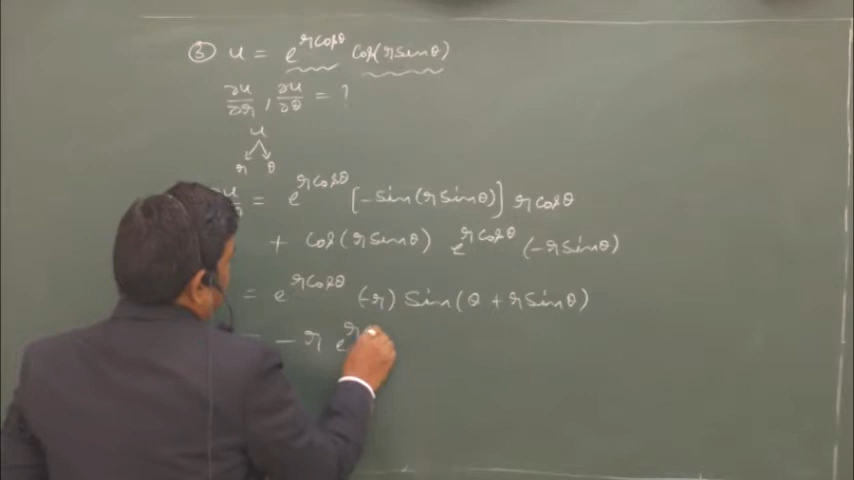 ③ u = e^{r cosθ} cos(r sinθ)
∂u/∂r , ∂u/∂θ = ?
u
r θ
= e^{r cosθ} [-sin(r sinθ)] r cosθ
+ cos(r sinθ) e^{r cosθ} (-r sinθ)
= e^{r cosθ} (-r) sin(θ + r sinθ)
= - r e^{r